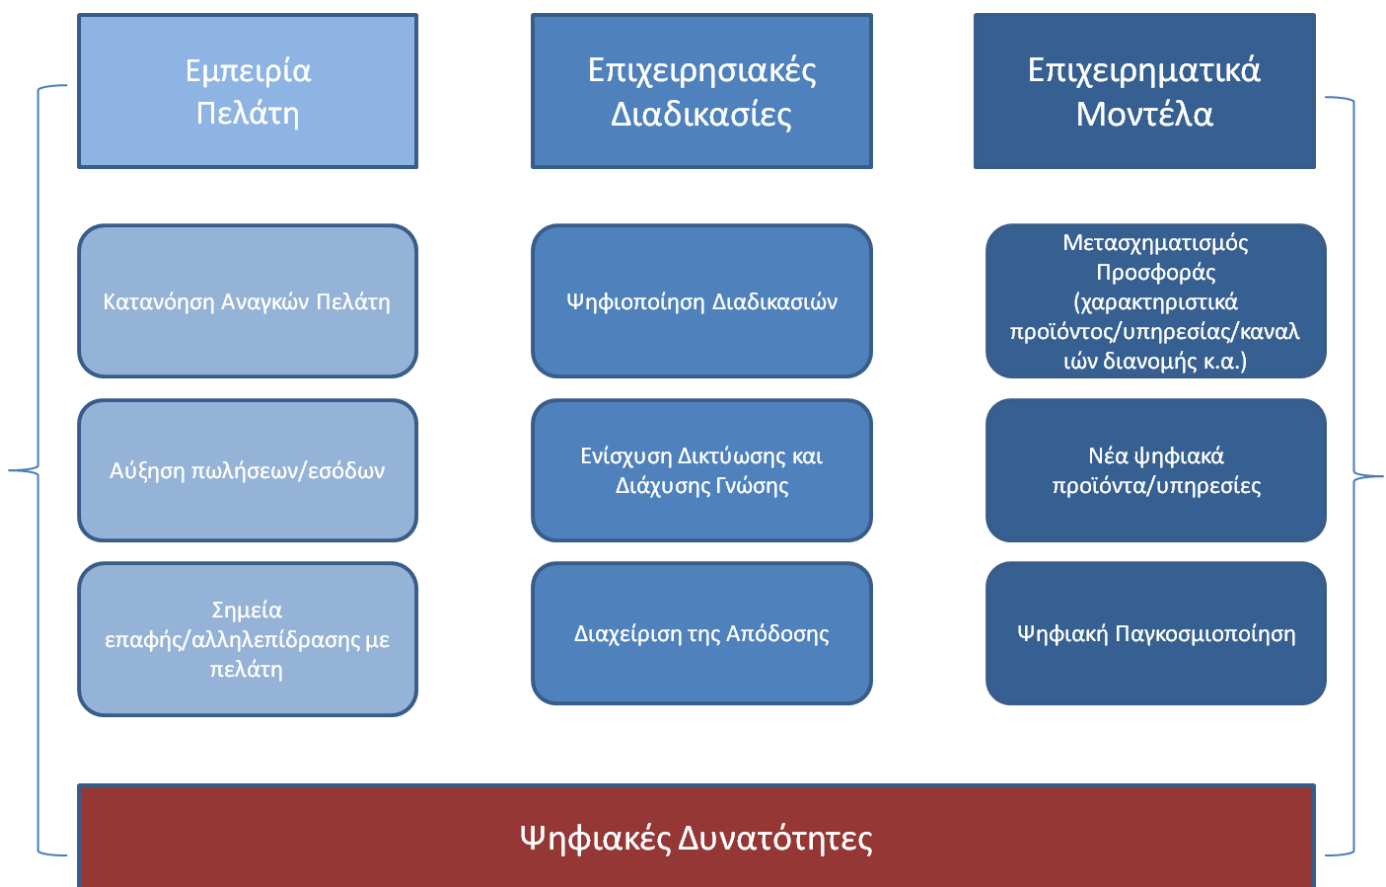 Εμπειρία
Πελάτη
Επιχειρησιακές
Διαδικασίες
Επιχειρηματικά
Μοντέλα
Κατανόηση Αναγκών Πελάτη
Ψηφιοποίηση Διαδικασιών
Μετασχηματισμός
Προσφοράς
(χαρακτηριστικά
προϊόντος/υπηρεσίας/καναλ
ιών διανομής κ.α.)
Αύξηση πωλήσεων/εσόδων
Ενίσχυση Δικτύωσης και
Διάχυσης Γνώσης
Νέα ψηφιακά
προϊόντα/υπηρεσίες
Σημεία
επαφής/αλληλεπίδρασης με
πελάτη
Διαχείριση της Απόδοσης
Ψηφιακή Παγκοσμιοποίηση
Ψηφιακές Δυνατότητες